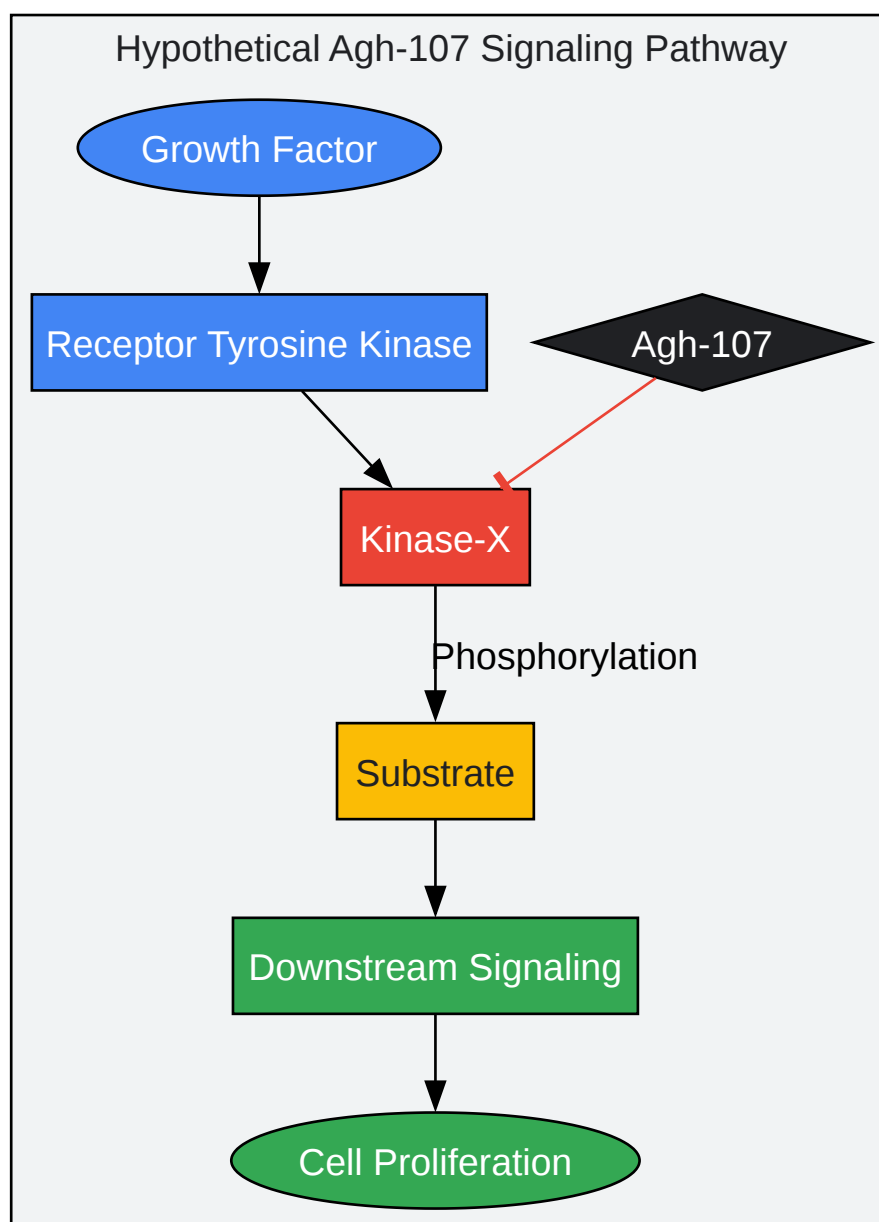 Hypothetical Agh-107 Signaling Pathway
Growth Factor
Receptor Tyrosine Kinase
Agh-107
Kinase-X
Phosphorylation
Substrate
Downstream Signaling
Cell Proliferation